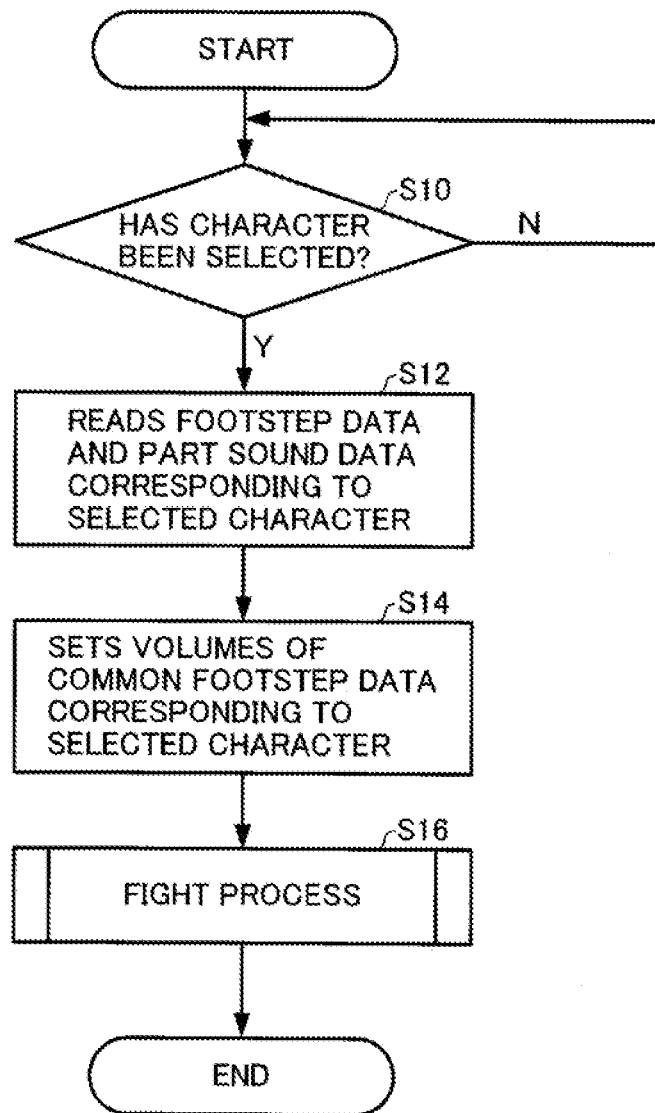 START
S10
HAS CHARACTER
BEEN SELECTED?
N
Y
S12
READS FOOTSTEP DATA
AND PART SOUND DATA
CORRESPONDING TO
SELECTED CHARACTER
S14
SETS VOLUMES OF
COMMON FOOTSTEP DATA
CORRESPONDING TO
SELECTED CHARACTER
S16
FIGHT PROCESS
END